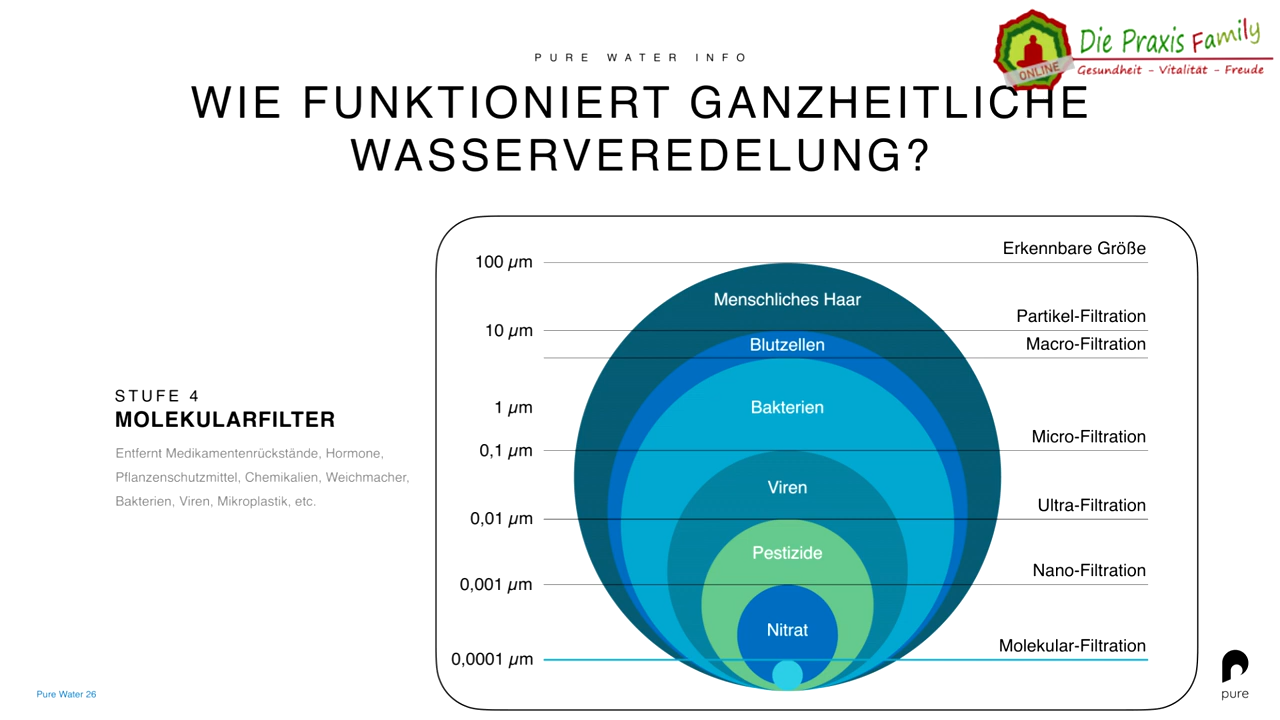 PURE WATER INFO
WIE FUNKTIONIERT GANZHEITLICHE
WASSERVEREDELUNG?
Die Praxis Family
Gesundheit - Vitalität - Freude
ONLINE
STUFE 4
MOLEKULARFILTER
Entfernt Medikamentenrückstände, Hormone,
Pflanzenschutzmittel, Chemikalien, Weichmacher,
Bakterien, Viren, Mikroplastik, etc.
Erkennbare Größe
100 µm
Menschliches Haar
Partikel-Filtration
10 µm
Blutzellen
Macro-Filtration
1 µm
Bakterien
Micro-Filtration
0,1 µm
Viren
Ultra-Filtration
0,01 µm
Pestizide
Nano-Filtration
0,001 µm
Nitrat
Molekular-Filtration
0,0001 µm
Pure Water 26
pure